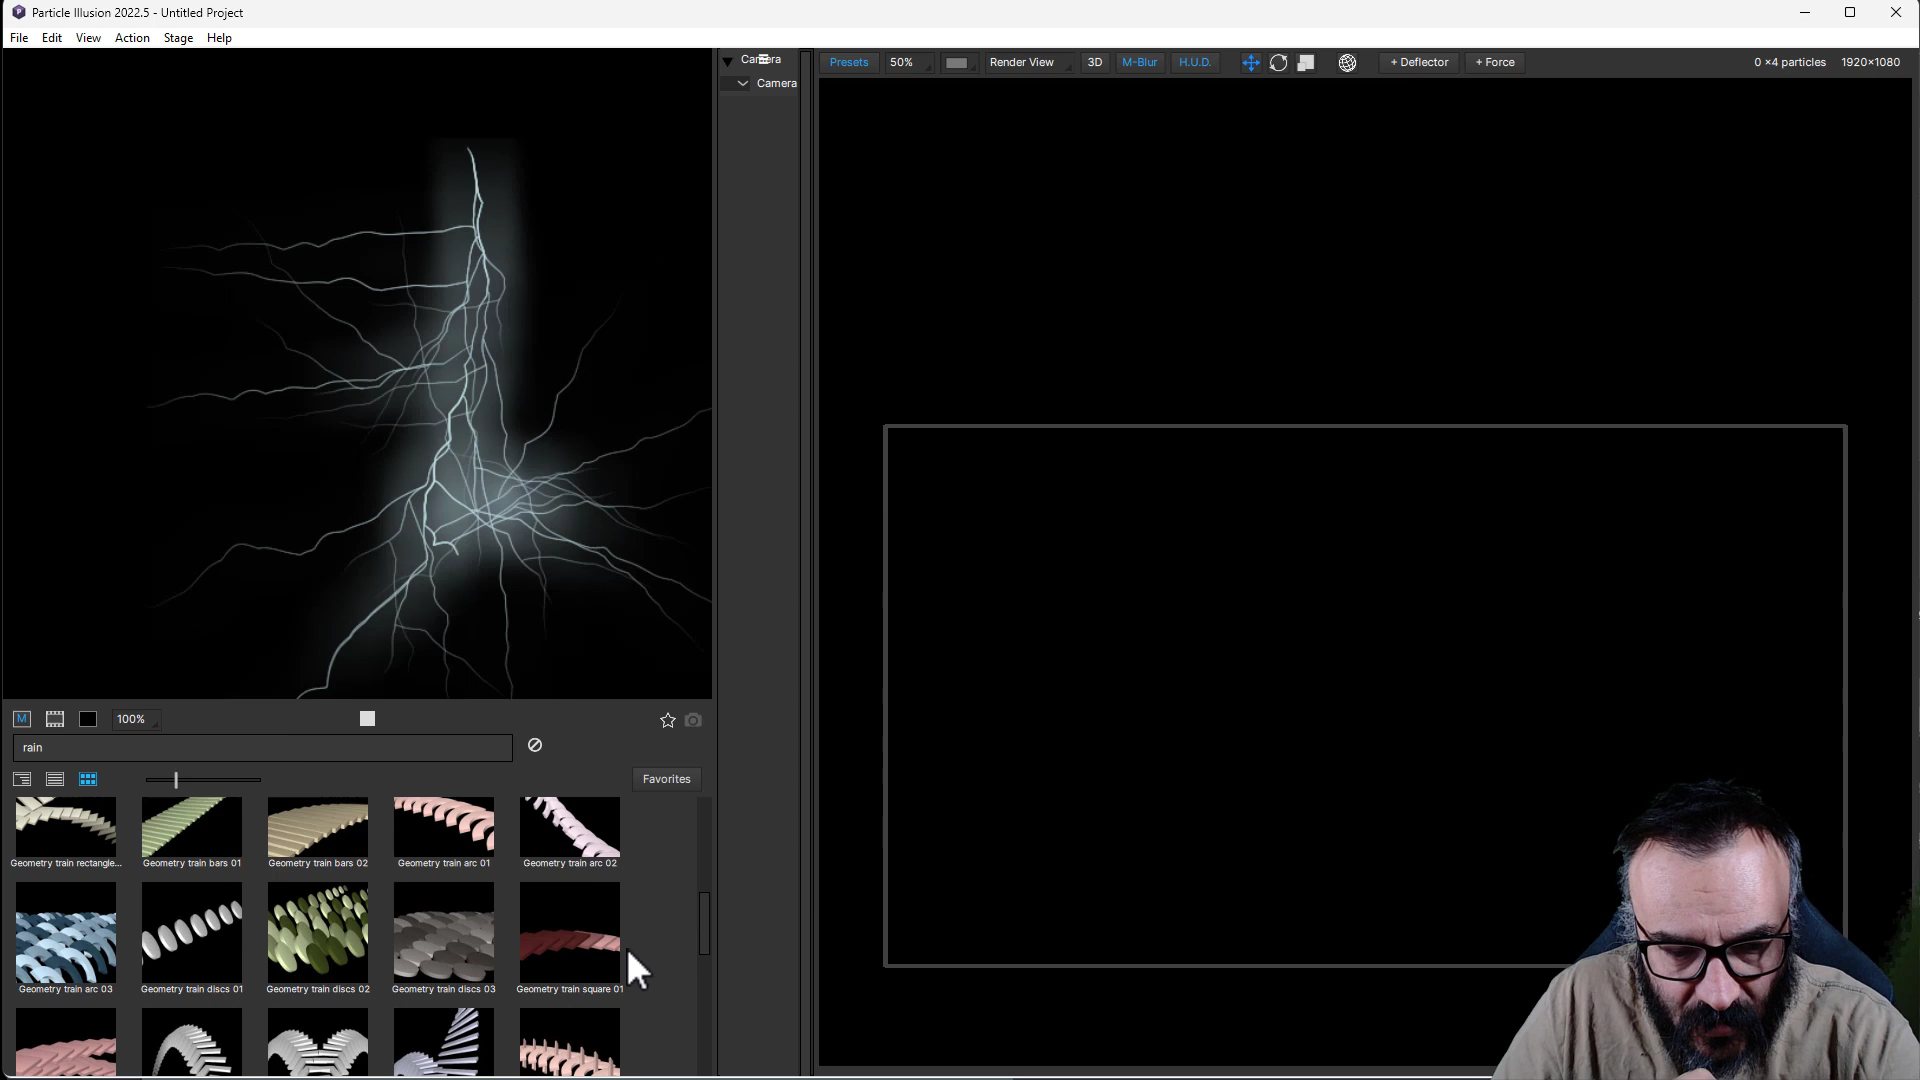 Particle Illusion 2022.5 - Untitled Project
File Edit View Action Stage Help
Camera
Camera
Presets 50% Render View 3D M-Blur H.U.D. + Deflector + Force 0 ×4 particles 1920×1080
M 100%
rain
Favorites
Geometry train rectangle... Geometry train bars 01 Geometry train bars 02 Geometry train arc 01 Geometry train arc 02
Geometry train arc 03 Geometry train discs 01 Geometry train discs 02 Geometry train discs 03 Geometry train square 01